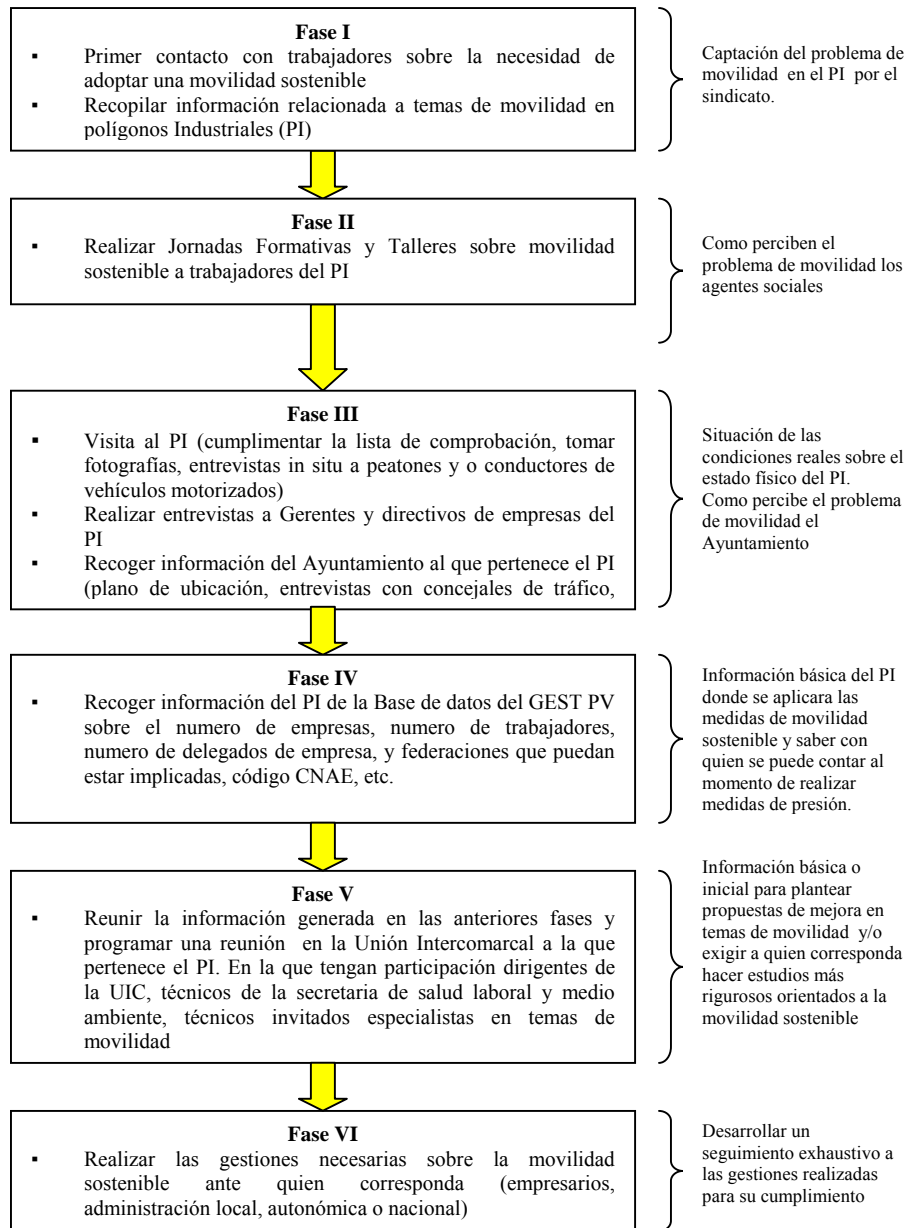 Fase I
▪ Primer contacto con trabajadores sobre la necesidad de
adoptar una movilidad sostenible
▪ Recopilar información relacionada a temas de movilidad en
polígonos Industriales (PI)
Captación del problema de
movilidad en el PI por el
sindicato.
Fase II
▪ Realizar Jornadas Formativas y Talleres sobre movilidad
sostenible a trabajadores del PI
Como perciben el
problema de movilidad los
agentes sociales
Fase III
▪ Visita al PI (cumplimentar la lista de comprobación, tomar
fotografías, entrevistas in situ a peatones y o conductores de
vehículos motorizados)
▪ Realizar entrevistas a Gerentes y directivos de empresas del
PI
▪ Recoger información del Ayuntamiento al que pertenece el PI
(plano de ubicación, entrevistas con concejales de tráfico,
Situación de las
condiciones reales sobre el
estado físico del PI.
Como percibe el problema
de movilidad el
Ayuntamiento
Fase IV
▪ Recoger información del PI de la Base de datos del GEST PV
sobre el numero de empresas, numero de trabajadores,
numero de delegados de empresa, y federaciones que puedan
estar implicadas, código CNAE, etc.
Información básica del PI
donde se aplicara las
medidas de movilidad
sostenible y saber con
quien se puede contar al
momento de realizar
medidas de presión.
Fase V
▪ Reunir la información generada en las anteriores fases y
programar una reunión en la Unión Intercomarcal a la que
pertenece el PI. En la que tengan participación dirigentes de
la UIC, técnicos de la secretaria de salud laboral y medio
ambiente, técnicos invitados especialistas en temas de
movilidad
Información básica o
inicial para plantear
propuestas de mejora en
temas de movilidad y/o
exigir a quien corresponda
hacer estudios más
rigurosos orientados a la
movilidad sostenible
Fase VI
▪ Realizar las gestiones necesarias sobre la movilidad
sostenible ante quien corresponda (empresarios,
administración local, autonómica o nacional)
Desarrollar un
seguimiento exhaustivo a
las gestiones realizadas
para su cumplimiento